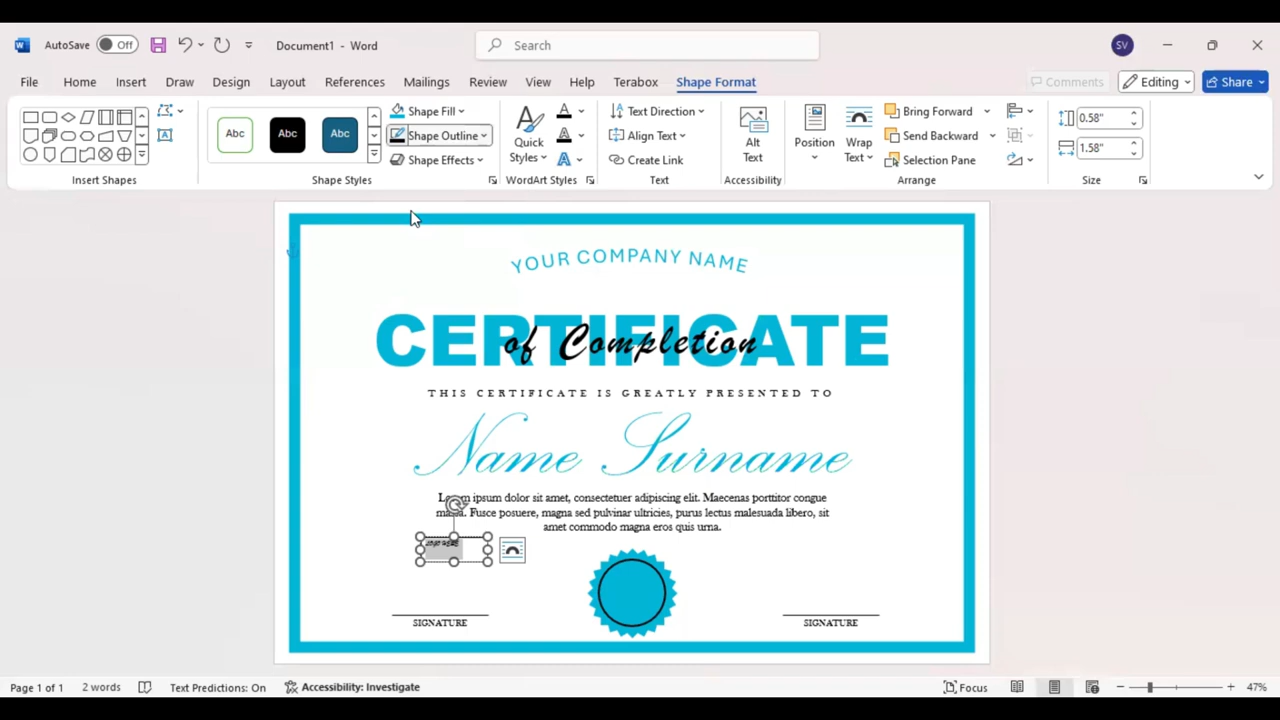 AutoSave Off Document1 - Word Search SV
File Home Insert Draw Design Layout References Mailings Review View Help Terabox Shape Format Comments Editing Share
Abc Abc Abc
Shape Fill
Shape Outline
Shape Effects
Quick Styles
Text Direction
Align Text
Create Link
Alt Text
Position
Wrap Text
Bring Forward
Send Backward
Selection Pane
0.58"
1.58"
Insert Shapes Shape Styles WordArt Styles Text Accessibility Arrange Size
YOUR COMPANY NAME
CERTIFICATE
of Completion
THIS CERTIFICATE IS GREATLY PRESENTED TO
Name Surname
Lorem ipsum dolor sit amet, consectetuer adipiscing elit. Maecenas porttitor congue
massa. Fusce posuere, magna sed pulvinar ultricies, purus lectus malesuada libero, sit
amet commodo magna eros quis urna.
LOGO HERE
SIGNATURE SIGNATURE
Page 1 of 1 2 words Text Predictions: On Accessibility: Investigate Focus 47%